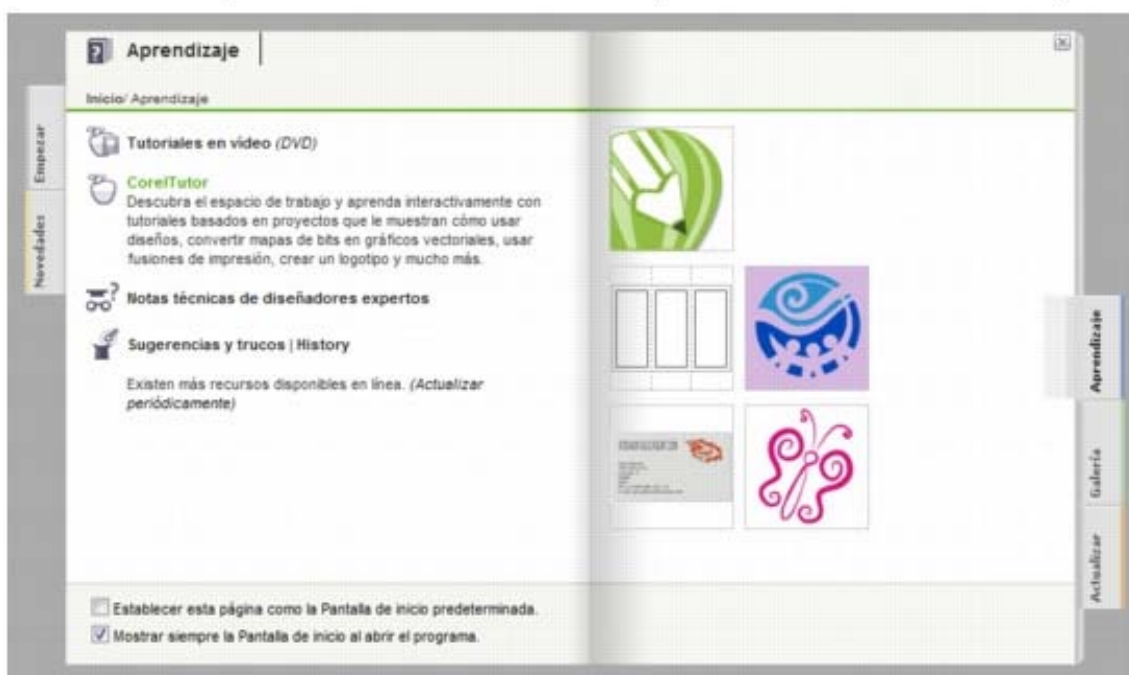 Aprendizaje
Inicio/ Aprendizaje
Tutoriales en vídeo (DVD)
CorelTutor
Descubra el espacio de trabajo y aprenda interactivamente con
tutoriales basados en proyectos que le muestran cómo usar
diseños, convertir mapas de bits en gráficos vectoriales, usar
fusiones de impresión, crear un logotipo y mucho más.
Notas técnicas de diseñadores expertos
Sugerencias y trucos | History
Existen más recursos disponibles en línea. (Actualizar
periódicamente)
Establecer esta página como la Pantalla de inicio predeterminada.
Mostrar siempre la Pantalla de inicio al abrir el programa.
Empezar
Novedades
Aprendizaje
Galería
Actualizar